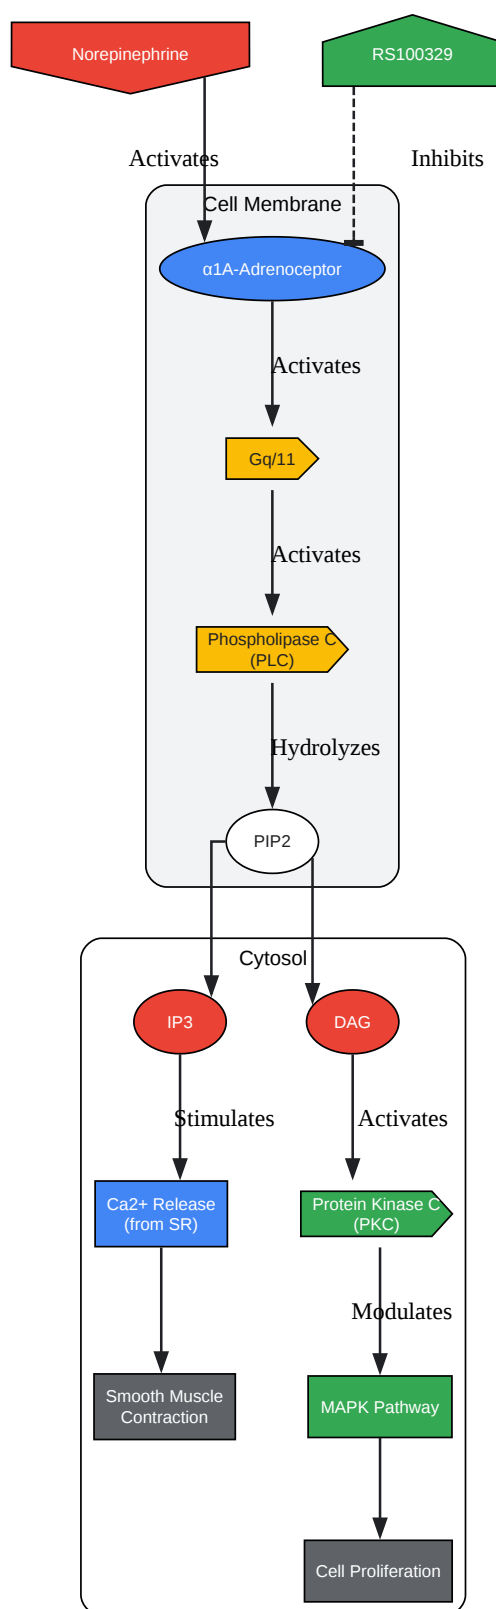 Norepinephrine
RS100329
Activates
Inhibits
Cell Membrane
α1A-Adrenoceptor
Activates
Gq/11
Activates
Phospholipase C
(PLC)
Hydrolyzes
PIP2
Cytosol
IP3
DAG
Stimulates
Activates
Ca2+ Release
(from SR)
Protein Kinase C
(PKC)
Modulates
Smooth Muscle
Contraction
MAPK Pathway
Cell Proliferation